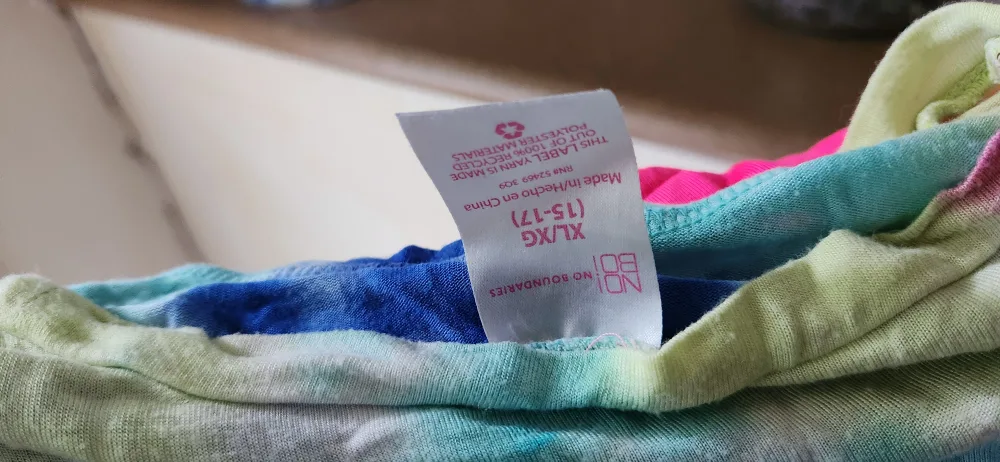 NO
BO
NO BOUNDARIES
XL/XG
(15-17)
Made in/Hecho en China
RN# 52469 3Q9
THIS LABEL YARN IS MADE
OUT OF 100% RECYCLED
POLYESTER MATERIALS